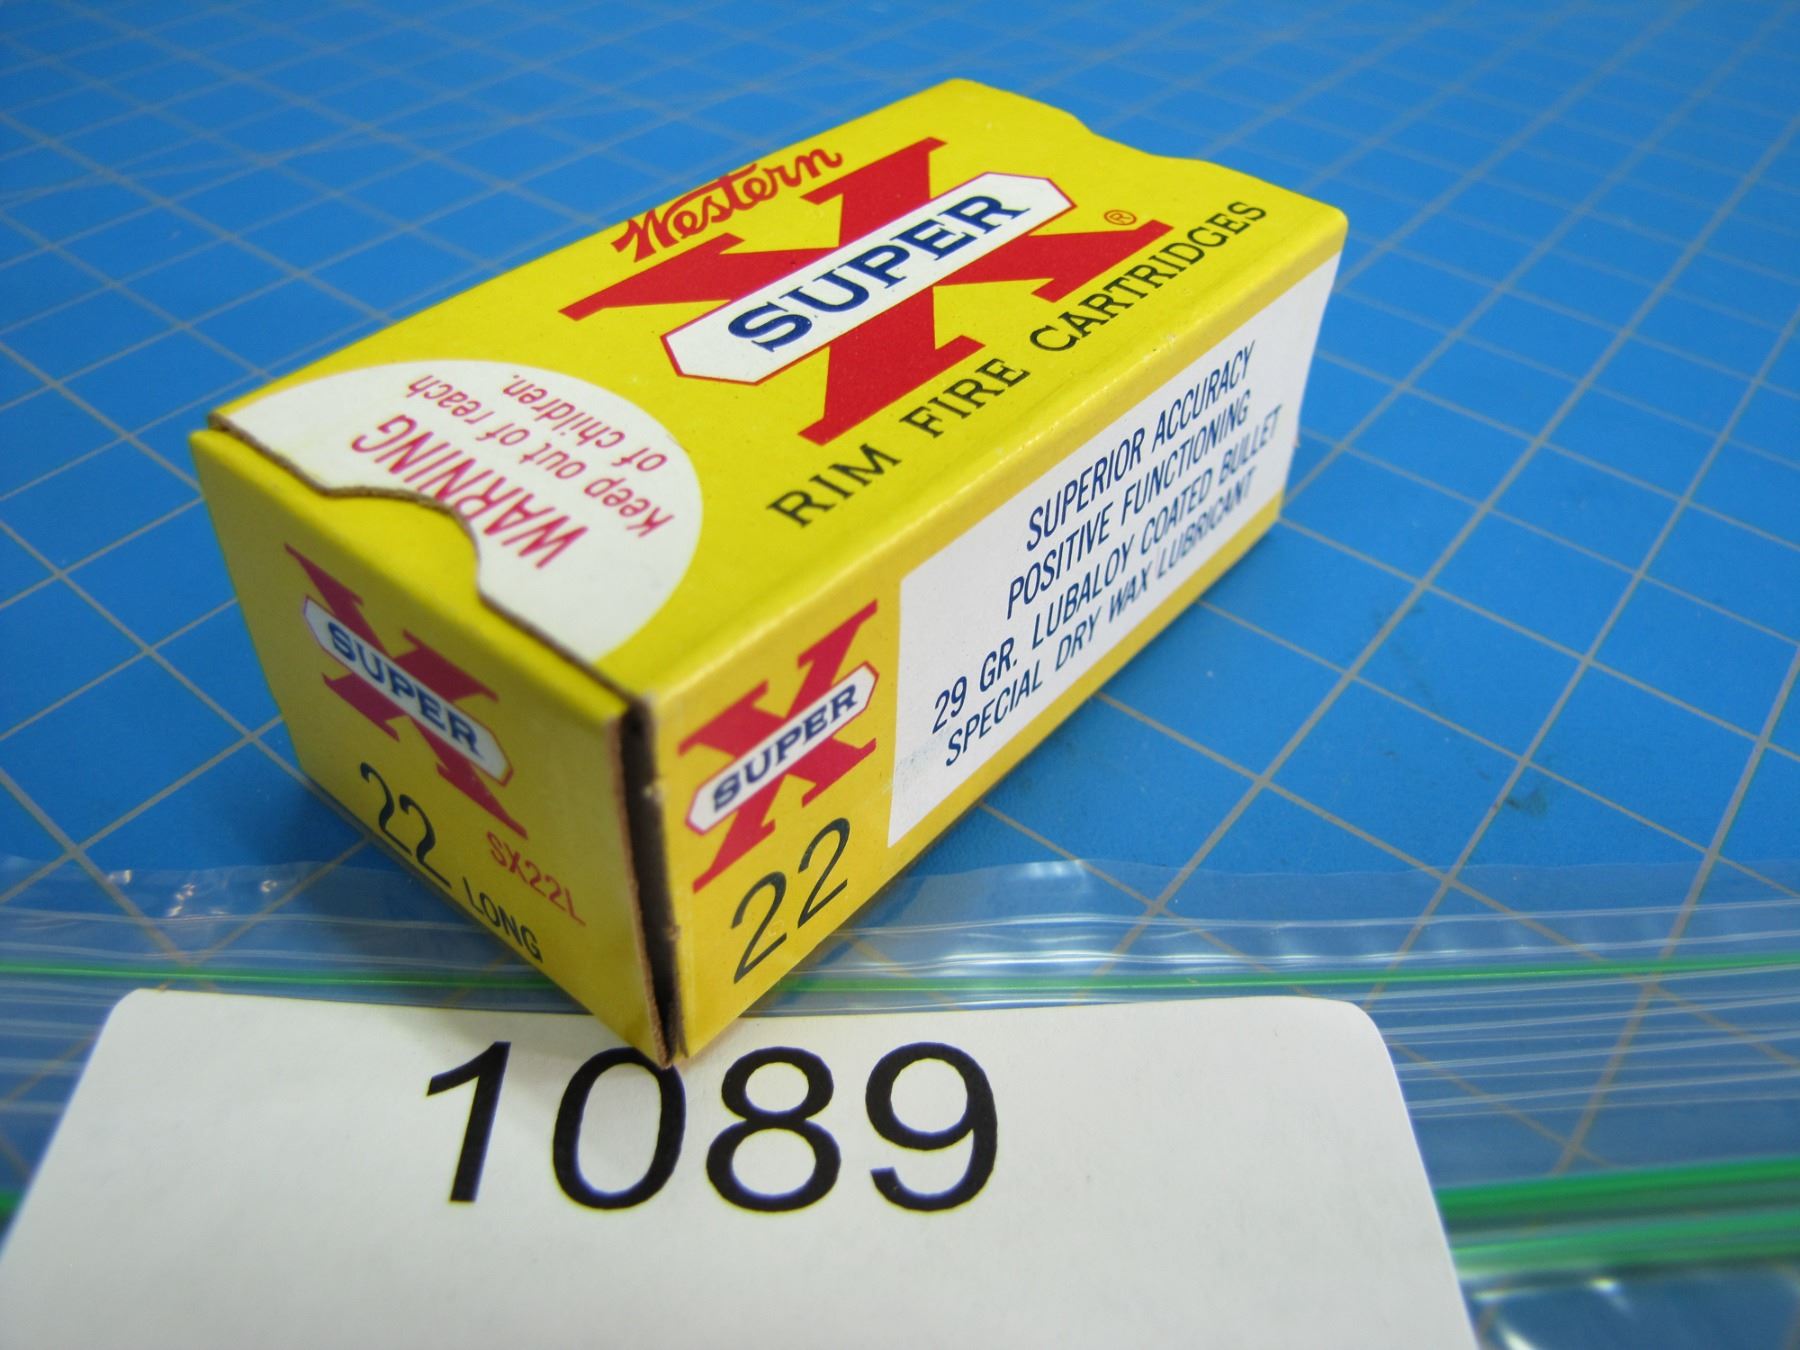 Western
SUPER X ®
RIM FIRE CARTRIDGES
WARNING
Keep out of reach
of children.
SUPER X
22 LONG
SX22L
SUPER X
22
SUPERIOR ACCURACY
POSITIVE FUNCTIONING
29 GR. LUBALOY COATED BULLET
SPECIAL DRY WAX LUBRICANT
1089